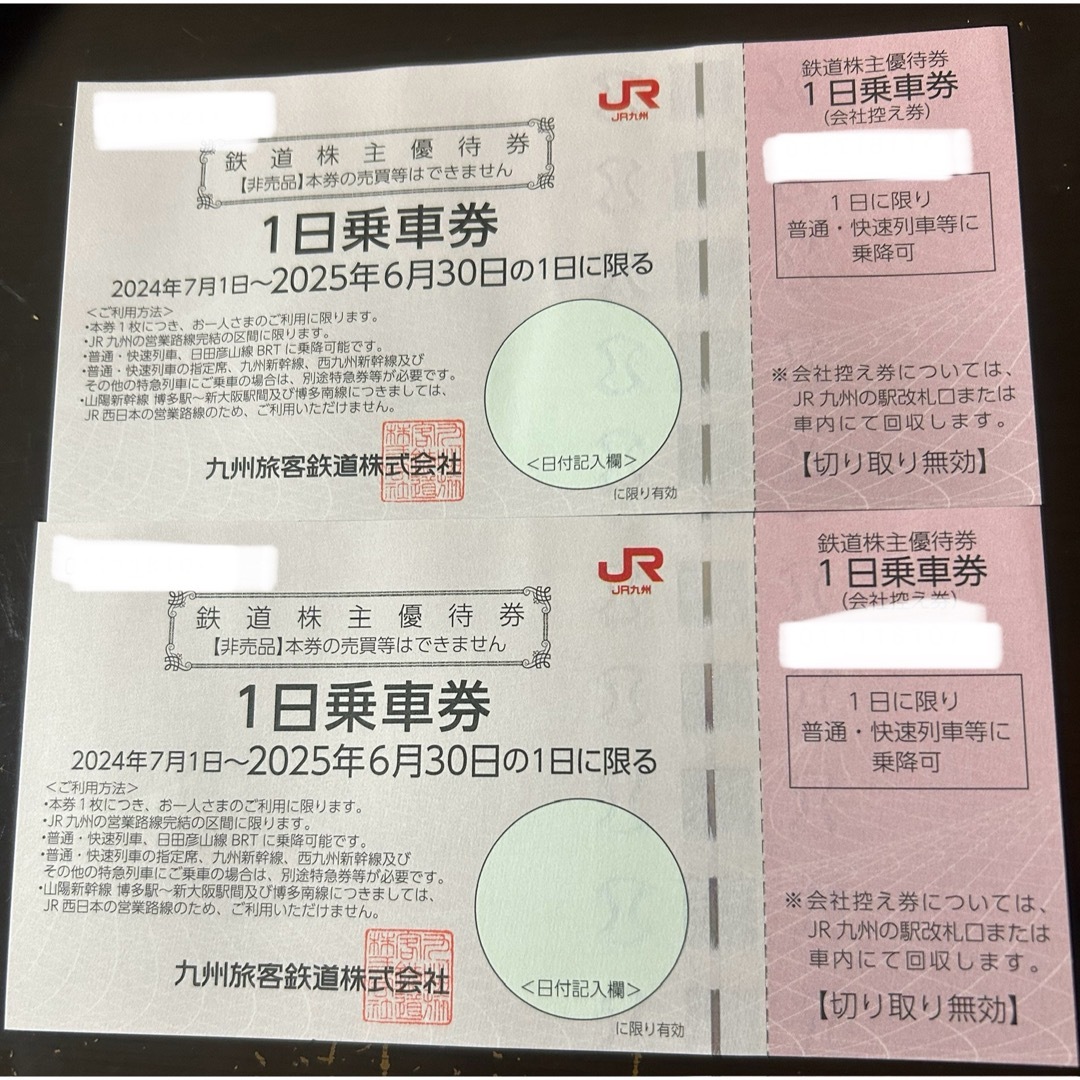 JR
JR九州
鉄道株主優待券
【非売品】本券の売買等はできません
1日乗車券
2024年7月1日～2025年6月30日の1日に限る
＜ご利用方法＞
・本券1枚につき、お一人さまのご利用に限ります。
・JR九州の営業路線完結の区間に限ります。
・普通・快速列車、日田彦山線BRTに乗降可能です。
・普通・快速列車の指定席、九州新幹線、西九州新幹線及び
その他の特急列車にご乗車の場合は、別途特急券等が必要です。
・山陽新幹線 博多駅～新大阪駅間及び博多南線につきましては、
JR西日本の営業路線のため、ご利用いただけません。
九州旅客鉄道株式会社
＜日付記入欄＞
に限り有効
鉄道株主優待券
1日乗車券
(会社控え券)
1日に限り
普通・快速列車等に
乗降可
※会社控え券については、
JR九州の駅改札口または
車内にて回収します。
【切り取り無効】
JR
JR九州
鉄道株主優待券
【非売品】本券の売買等はできません
1日乗車券
2024年7月1日～2025年6月30日の1日に限る
＜ご利用方法＞
・本券1枚につき、お一人さまのご利用に限ります。
・JR九州の営業路線完結の区間に限ります。
・普通・快速列車、日田彦山線BRTに乗降可能です。
・普通・快速列車の指定席、九州新幹線、西九州新幹線及び
その他の特急列車にご乗車の場合は、別途特急券等が必要です。
・山陽新幹線 博多駅～新大阪駅間及び博多南線につきましては、
JR西日本の営業路線のため、ご利用いただけません。
九州旅客鉄道株式会社
＜日付記入欄＞
に限り有効
鉄道株主優待券
1日乗車券
(会社控え券)
1日に限り
普通・快速列車等に
乗降可
※会社控え券については、
JR九州の駅改札口または
車内にて回収します。
【切り取り無効】